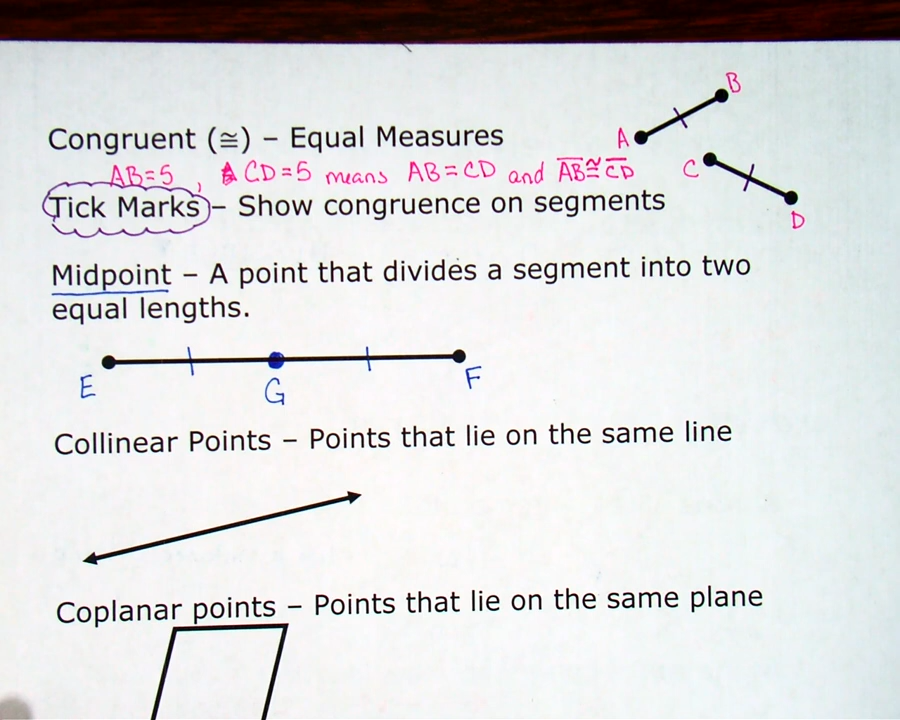 B
Congruent (≅) – Equal Measures
A
AB=5 , CD=5 means AB=CD and A̅B̅≅C̅D̅
C
Tick Marks – Show congruence on segments
D
Midpoint – A point that divides a segment into two
equal lengths.
E G F
Collinear Points – Points that lie on the same line
Coplanar points – Points that lie on the same plane